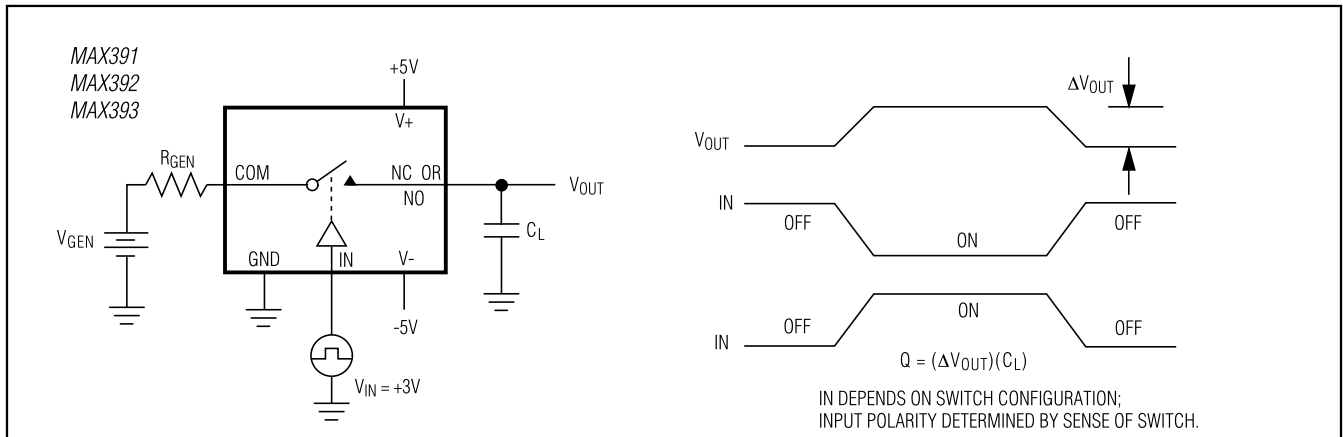 MAX391
MAX392
MAX393
+5V
V+
RGEN
COM
NC OR
NO
VOUT
VGEN
CL
GND
IN
V-
-5V
VIN = +3V
ΔVOUT
VOUT
IN
OFF
ON
OFF
IN
OFF
ON
OFF
Q = (ΔVOUT)(CL)
IN DEPENDS ON SWITCH CONFIGURATION;
INPUT POLARITY DETERMINED BY SENSE OF SWITCH.